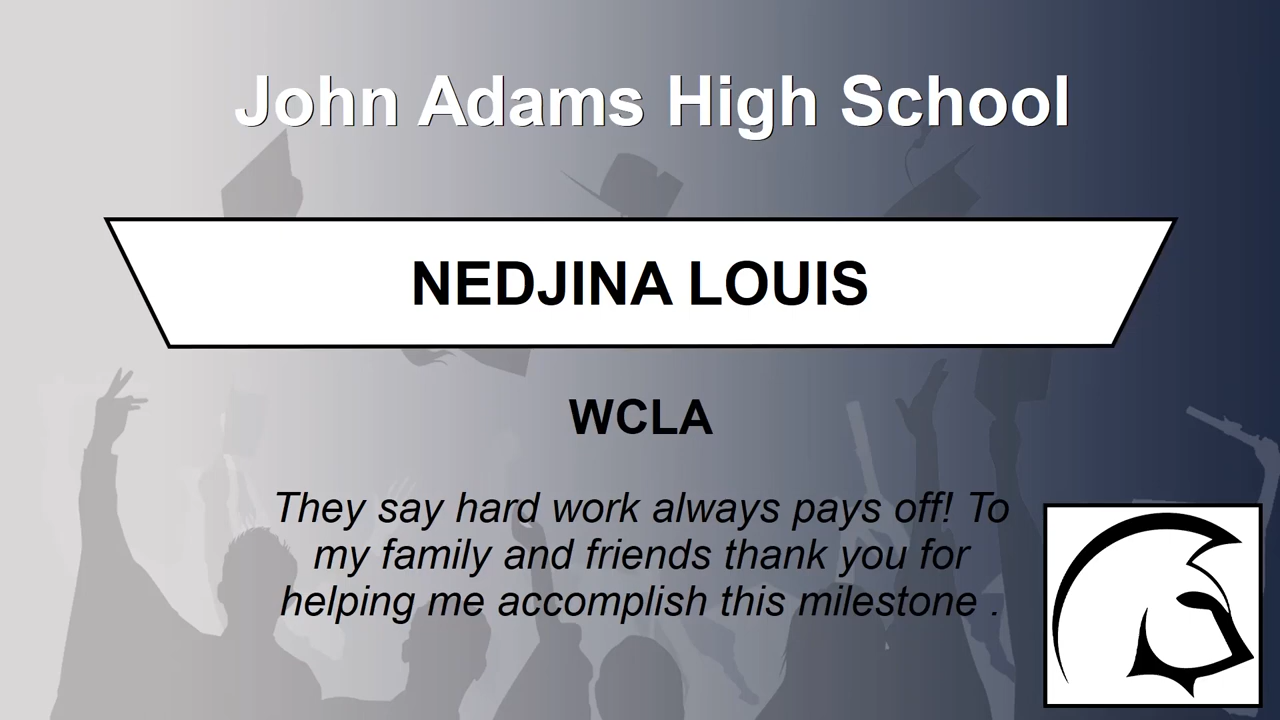 John Adams High School
NEDJINA LOUIS
WCLA
They say hard work always pays off! To
my family and friends thank you for
helping me accomplish this milestone .